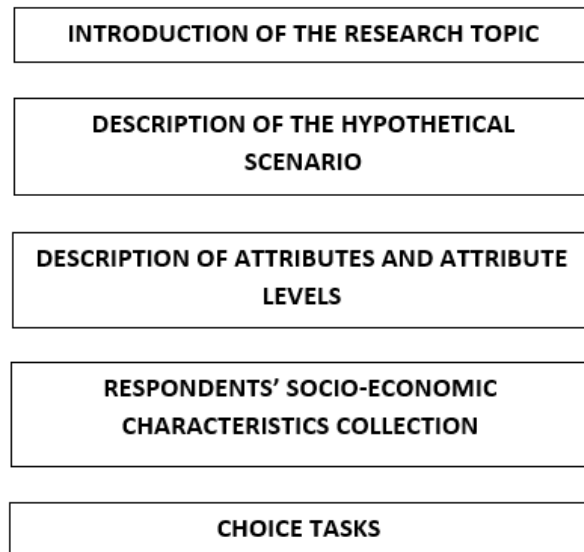 INTRODUCTION OF THE RESEARCH TOPIC
DESCRIPTION OF THE HYPOTHETICAL
SCENARIO
DESCRIPTION OF ATTRIBUTES AND ATTRIBUTE
LEVELS
RESPONDENTS’ SOCIO-ECONOMIC
CHARACTERISTICS COLLECTION
CHOICE TASKS